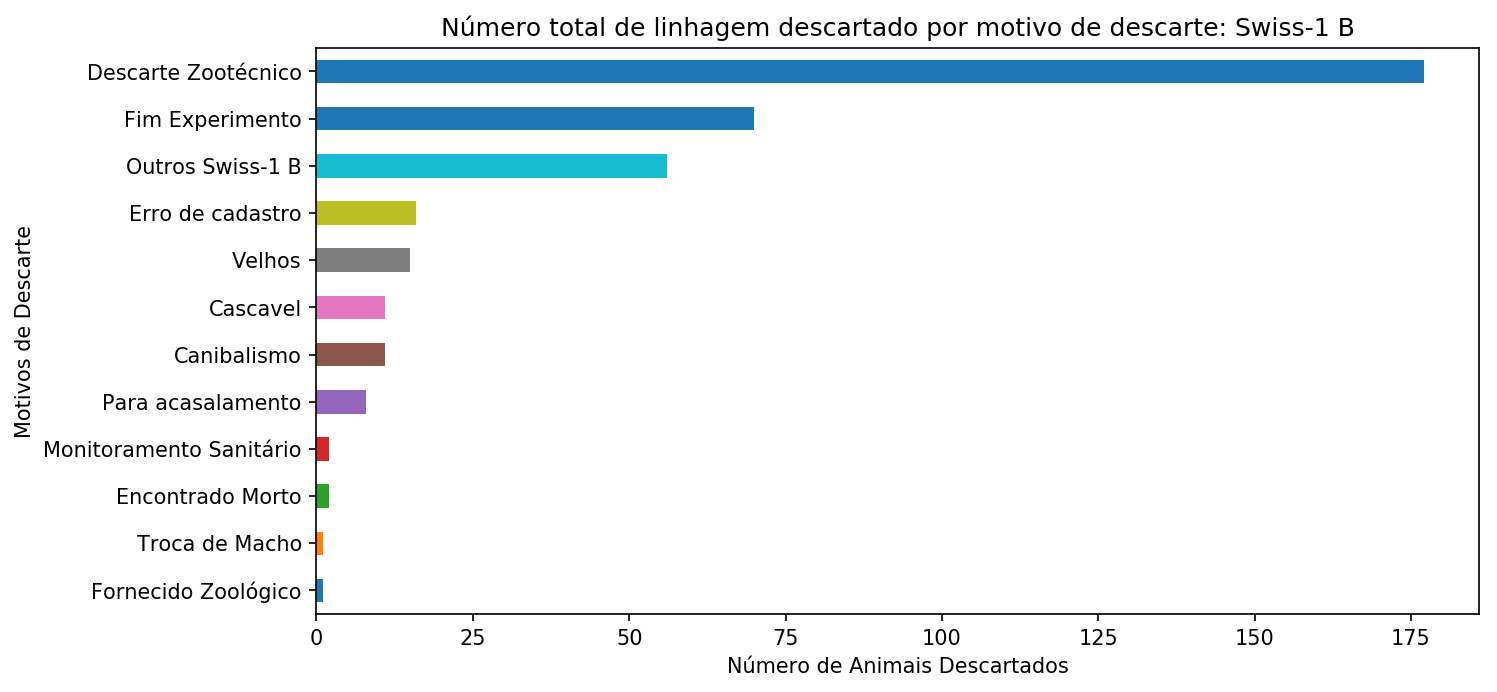 Número total de linhagem descartado por motivo de descarte: Swiss-1 B
Motivos de Descarte
Descarte Zootécnico
Fim Experimento
Outros Swiss-1 B
Erro de cadastro
Velhos
Cascavel
Canibalismo
Para acasalamento
Monitoramento Sanitário
Encontrado Morto
Troca de Macho
Fornecido Zoológico
0 25 50 75 100 125 150 175
Número de Animais Descartados